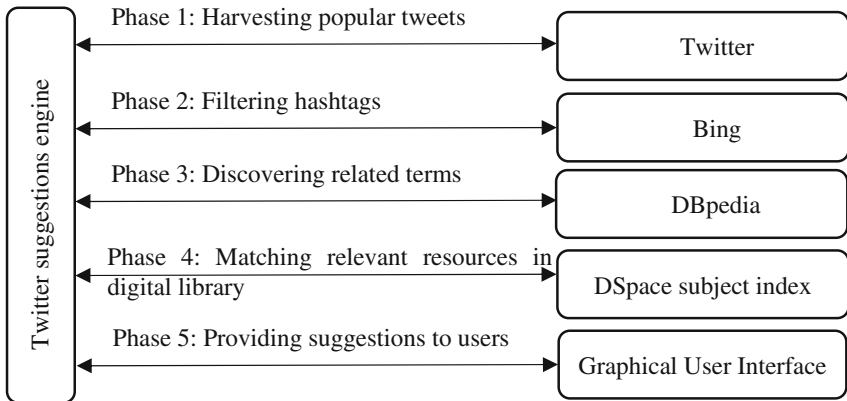 Twitter suggestions engine
Phase 1: Harvesting popular tweets
Twitter
Phase 2: Filtering hashtags
Bing
Phase 3: Discovering related terms
DBpedia
Phase 4: Matching relevant resources in
digital library
DSpace subject index
Phase 5: Providing suggestions to users
Graphical User Interface